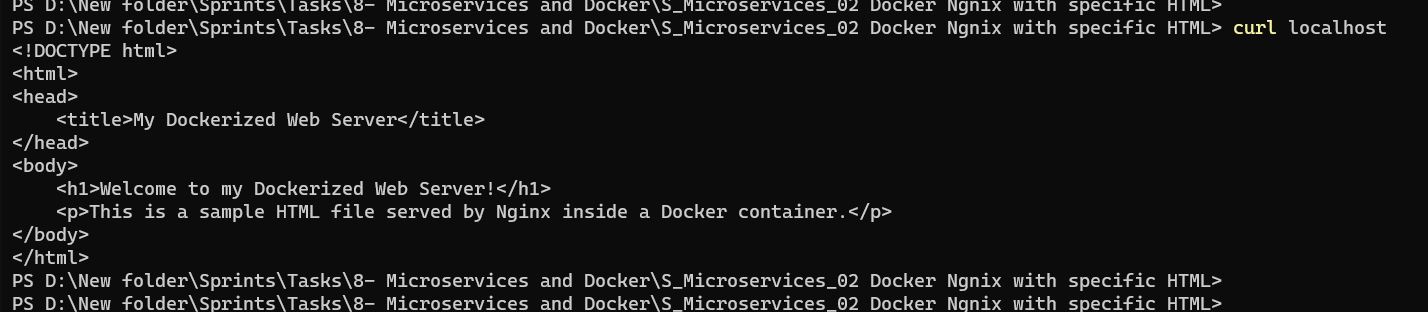 PS D:\New folder\Sprints\Tasks\8- Microservices and Docker\S_Microservices_02 Docker Ngnix with specific HTML>
PS D:\New folder\Sprints\Tasks\8- Microservices and Docker\S_Microservices_02 Docker Ngnix with specific HTML> curl localhost
<!DOCTYPE html>
<html>
<head>
    <title>My Dockerized Web Server</title>
</head>
<body>
    <h1>Welcome to my Dockerized Web Server!</h1>
    <p>This is a sample HTML file served by Nginx inside a Docker container.</p>
</body>
</html>
PS D:\New folder\Sprints\Tasks\8- Microservices and Docker\S_Microservices_02 Docker Ngnix with specific HTML>
PS D:\New folder\Sprints\Tasks\8- Microservices and Docker\S_Microservices_02 Docker Ngnix with specific HTML>